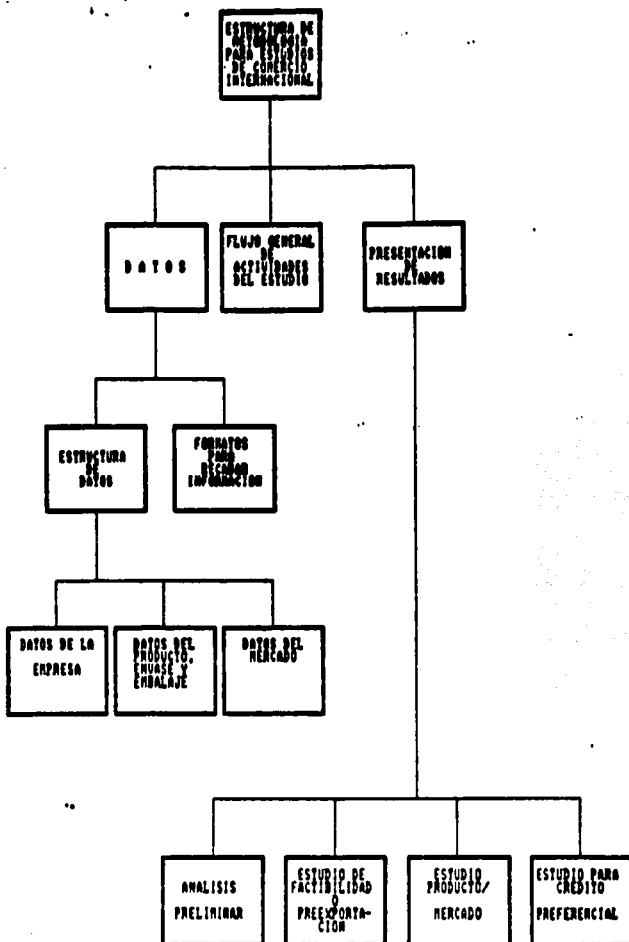 ESTRUCTURA DE
METODOLOGIA
PARA ESTUDIOS
DE COMERCIO
INTERNACIONAL
D A T O S
FLUJO GENERAL
DE
ACTIVIDADES
DEL ESTUDIO
PRESENTACION
DE
RESULTADOS
ESTRUCTURA
DE
DATOS
FORMATOS
PARA
RECABAR
INFORMACION
DATOS DE LA
EMPRESA
DATOS DEL
PRODUCTO,
ENVASE Y
EMBALAJE
DATOS DEL
MERCADO
ANALISIS
PRELIMINAR
ESTUDIO DE
FACTIBILIDAD
O
PREEXPORTA-
CION
ESTUDIO
PRODUCTO/
MERCADO
ESTUDIO PARA
CREDITO
PREFERENCIAL